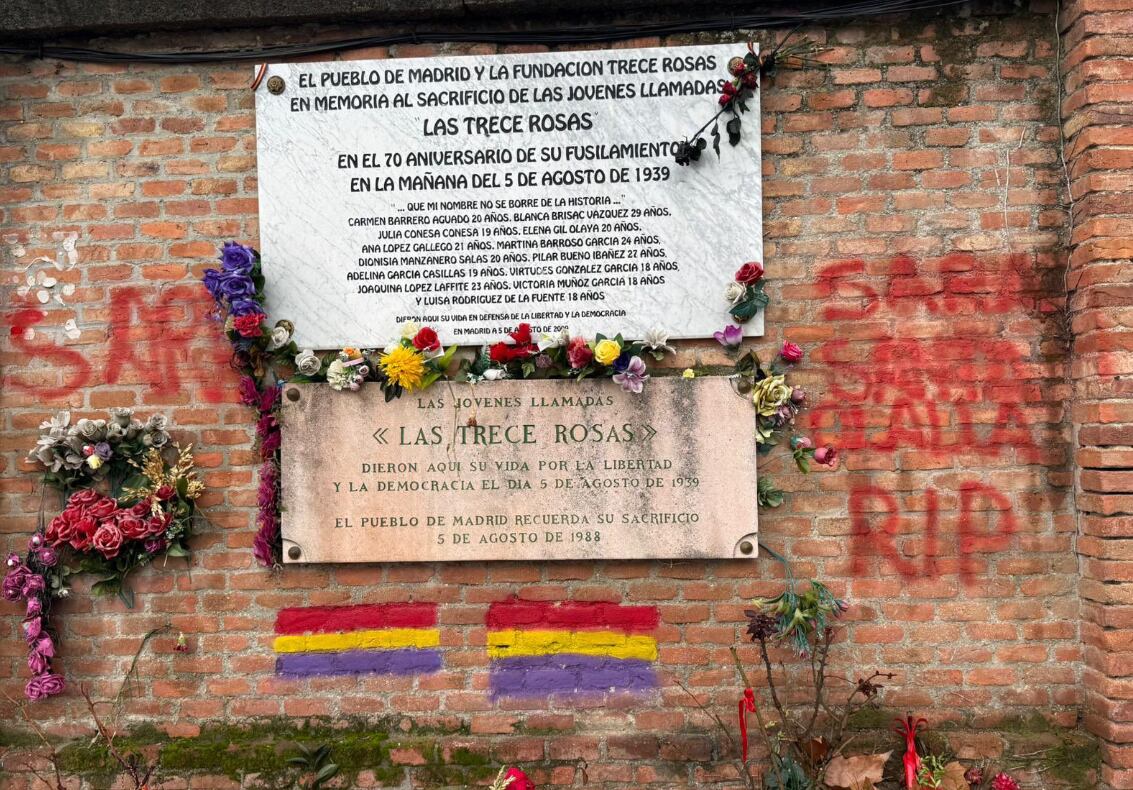 EL PUEBLO DE MADRID Y LA FUNDACION TRECE ROSAS
EN MEMORIA AL SACRIFICIO DE LAS JOVENES LLAMADAS
"LAS TRECE ROSAS"
EN EL 70 ANIVERSARIO DE SU FUSILAMIENTO
EN LA MAÑANA DEL 5 DE AGOSTO DE 1939
"... QUE MI NOMBRE NO SE BORRE DE LA HISTORIA ..."
CARMEN BARRERO AGUADO 20 AÑOS. BLANCA BRISAC VAZQUEZ 29 AÑOS.
JULIA CONESA CONESA 19 AÑOS. ELENA GIL OLAYA 20 AÑOS.
ANA LOPEZ GALLEGO 21 AÑOS. MARTINA BARROSO GARCIA 24 AÑOS.
DIONISIA MANZANERO SALAS 20 AÑOS. PILAR BUENO IBAÑEZ 27 AÑOS.
ADELINA GARCIA CASILLAS 19 AÑOS. VIRTUDES GONZALEZ GARCIA 18 AÑOS.
JOAQUINA LOPEZ LAFFITE 23 AÑOS. VICTORIA MUÑOZ GARCIA 18 AÑOS
Y LUISA RODRIGUEZ DE LA FUENTE 18 AÑOS
DIERON AQUI SU VIDA EN DEFENSA DE LA LIBERTAD Y LA DEMOCRACIA
EN MADRID A 5 DE AGOSTO DE 2009
LAS JOVENES LLAMADAS
« LAS TRECE ROSAS »
DIERON AQUI SU VIDA POR LA LIBERTAD
Y LA DEMOCRACIA EL DIA 5 DE AGOSTO DE 1939
EL PUEBLO DE MADRID RECUERDA SU SACRIFICIO
5 DE AGOSTO DE 1988
OLALLA
RIP